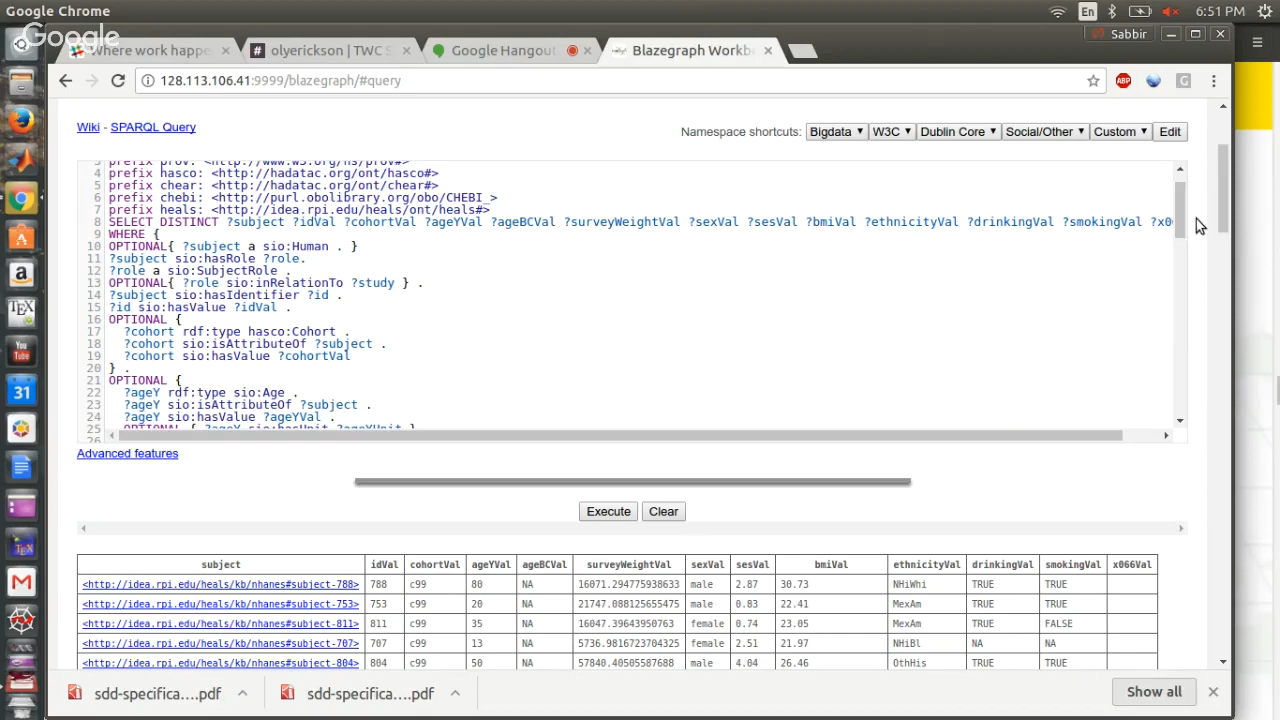 Google Chrome
En
6:51 PM
Google
Where work happe
olyerickson | TWC S
Google Hangout
Blazegraph Workb
Sabbir
128.113.106.41:9999/blazegraph/#query
ABP
G
Wiki - SPARQL Query
Namespace shortcuts: Bigdata W3C Dublin Core Social/Other Custom Edit
4 prefix hasco: <http://hadatac.org/ont/hasco#>
5 prefix chear: <http://hadatac.org/ont/chear#>
6 prefix chebi: <http://purl.obolibrary.org/obo/CHEBI_>
7 prefix heals: <http://idea.rpi.edu/heals/ont/heals#>
8 SELECT DISTINCT ?subject ?idVal ?cohortVal ?ageYVal ?ageBCVal ?surveyWeightVal ?sexVal ?sesVal ?bmiVal ?ethnicityVal ?drinkingVal ?smokingVal ?x0
9 WHERE {
10 OPTIONAL{ ?subject a sio:Human . }
11 ?subject sio:hasRole ?role.
12 ?role a sio:SubjectRole .
13 OPTIONAL{ ?role sio:inRelationTo ?study } .
14 ?subject sio:hasIdentifier ?id .
15 ?id sio:hasValue ?idVal .
16 OPTIONAL {
17 ?cohort rdf:type hasco:Cohort .
18 ?cohort sio:isAttributeOf ?subject .
19 ?cohort sio:hasValue ?cohortVal
20 } .
21 OPTIONAL {
22 ?ageY rdf:type sio:Age .
23 ?ageY sio:isAttributeOf ?subject .
24 ?ageY sio:hasValue ?ageYVal .
25 OPTIONAL { ?ageY sio:hasUnit ?ageYUnit }
26
Advanced features
Execute Clear
subject idVal cohortVal ageYVal ageBCVal surveyWeightVal sexVal sesVal bmiVal ethnicityVal drinkingVal smokingVal x066Val
<http://idea.rpi.edu/heals/kb/nhanes#subject-788> 788 c99 80 NA 16071.294775938633 male 2.87 30.73 NHiWhi TRUE TRUE
<http://idea.rpi.edu/heals/kb/nhanes#subject-753> 753 c99 20 NA 21747.088125655475 male 0.83 22.41 MexAm TRUE TRUE
<http://idea.rpi.edu/heals/kb/nhanes#subject-811> 811 c99 35 NA 16047.39643950763 female 0.74 23.05 MexAm TRUE FALSE
<http://idea.rpi.edu/heals/kb/nhanes#subject-707> 707 c99 13 NA 5736.9816723704325 female 2.51 21.97 NHiBl NA NA
<http://idea.rpi.edu/heals/kb/nhanes#subject-804> 804 c99 50 NA 57840.40505587688 male 4.04 26.46 OthHis TRUE TRUE
sdd-specifica....pdf
sdd-specifica....pdf
Show all